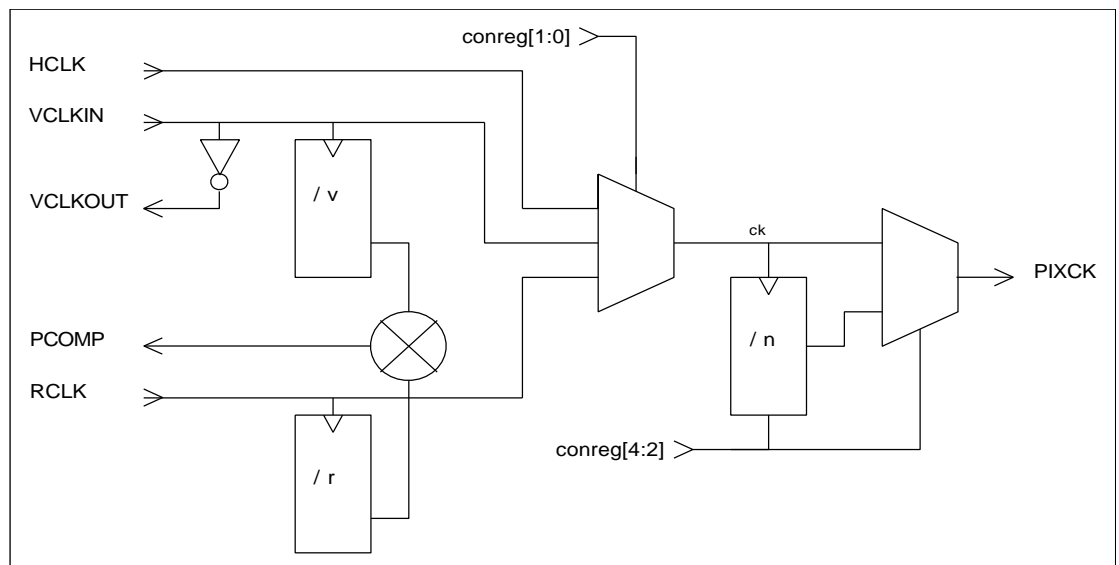 conreg[1:0]
HCLK
VCLKIN
VCLKOUT
/ v
ck
PIXCK
PCOMP
/ n
RCLK
conreg[4:2]
/ r